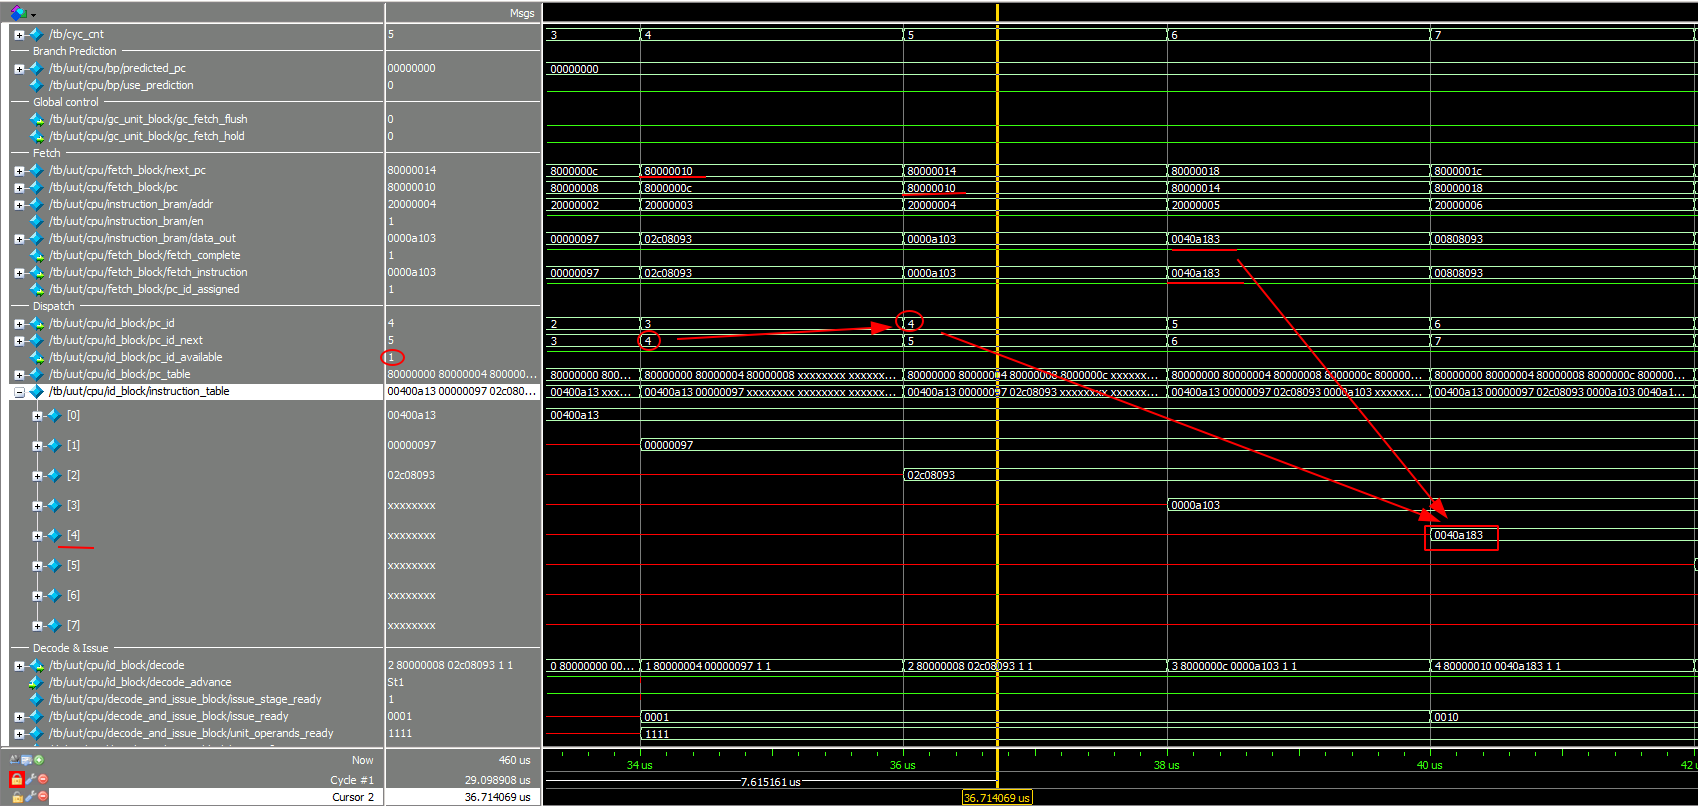 Msgs
/tb/cyc_cnt 5 3 4 5 6 7
Branch Prediction
/tb/uut/cpu/bp/predicted_pc 00000000 00000000
/tb/uut/cpu/bp/use_prediction 0
Global control
/tb/uut/cpu/gc_unit_block/gc_fetch_flush 0
/tb/uut/cpu/gc_unit_block/gc_fetch_hold 0
Fetch
/tb/uut/cpu/fetch_block/next_pc 80000014 8000000c 80000010 80000014 80000018 8000001c
/tb/uut/cpu/fetch_block/pc 80000010 80000008 8000000c 80000010 80000014 80000018
/tb/uut/cpu/instruction_bram/addr 20000004 20000002 20000003 20000004 20000005 20000006
/tb/uut/cpu/instruction_bram/en 1
/tb/uut/cpu/instruction_bram/data_out 0000a103 00000097 02c08093 0000a103 0040a183 00808093
/tb/uut/cpu/fetch_block/fetch_complete 1
/tb/uut/cpu/fetch_block/fetch_instruction 0000a103 00000097 02c08093 0000a103 0040a183 00808093
/tb/uut/cpu/fetch_block/pc_id_assigned 1
Dispatch
/tb/uut/cpu/id_block/pc_id 4 2 3 4 5 6
/tb/uut/cpu/id_block/pc_id_next 5 3 4 5 6 7
/tb/uut/cpu/id_block/pc_id_available 1
/tb/uut/cpu/id_block/pc_table 80000000 80000004 800000... 80000000 800... 80000000 80000004 80000008 xxxxxxxx xxxxxx... 80000000 80000004 80000008 8000000c xxxxxx... 80000000 80000004 80000008 8000000c 800000... 80000000 80000004 80000008 8000000c 800000...
/tb/uut/cpu/id_block/instruction_table 00400a13 00000097 02c080... 00400a13 xxx... 00400a13 00000097 xxxxxxxx xxxxxxxx xxxxxx... 00400a13 00000097 02c08093 xxxxxxxx xxxxxx... 00400a13 00000097 02c08093 0000a103 xxxxxx... 00400a13 00000097 02c08093 0000a103 0040a1...
[0] 00400a13 00400a13
[1] 00000097 00000097
[2] 02c08093 02c08093
[3] xxxxxxxx 0000a103
[4] xxxxxxxx 0040a183
[5] xxxxxxxx
[6] xxxxxxxx
[7] xxxxxxxx
Decode & Issue
/tb/uut/cpu/id_block/decode 2 80000008 02c08093 1 1 0 80000000 00... 1 80000004 00000097 1 1 2 80000008 02c08093 1 1 3 8000000c 0000a103 1 1 4 80000010 0040a183 1 1
/tb/uut/cpu/id_block/decode_advance St1
/tb/uut/cpu/decode_and_issue_block/issue_stage_ready 1
/tb/uut/cpu/decode_and_issue_block/issue_ready 0001 0001 0010
/tb/uut/cpu/decode_and_issue_block/unit_operands_ready 1111 1111
Now 460 us 34 us 36 us 38 us 40 us 42 u
Cycle #1 29.098908 us 7.615161 us
Cursor 2 36.714069 us 36.714069 us